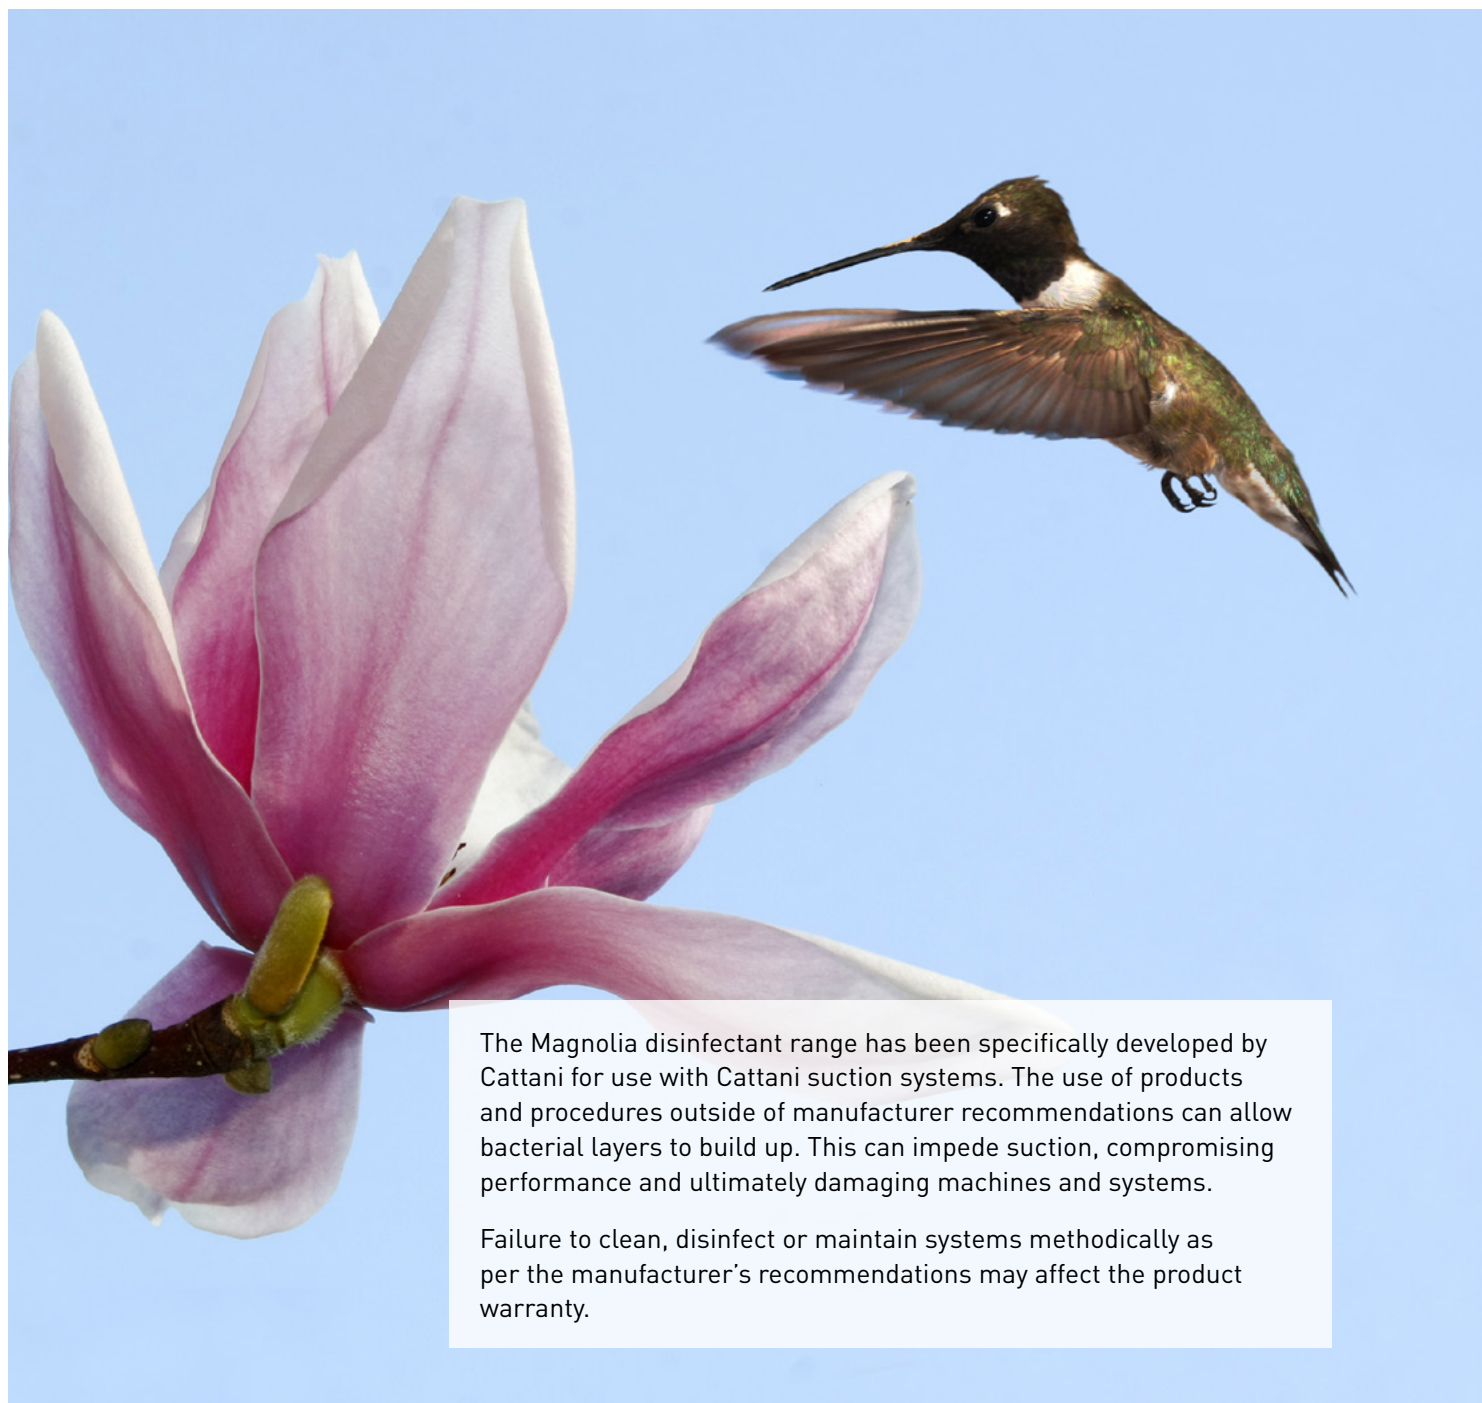 The Magnolia disinfectant range has been specifically developed by
Cattani for use with Cattani suction systems. The use of products
and procedures outside of manufacturer recommendations can allow
bacterial layers to build up. This can impede suction, compromising
performance and ultimately damaging machines and systems.
Failure to clean, disinfect or maintain systems methodically as
per the manufacturer’s recommendations may affect the product
warranty.